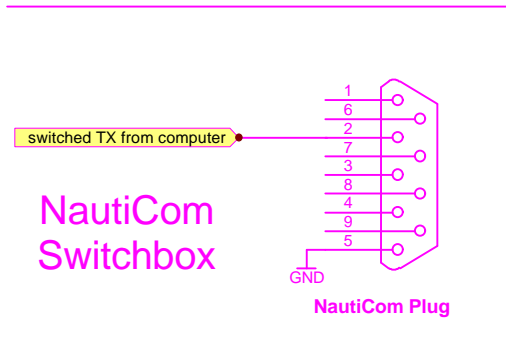 1
6
switched TX from computer 2
7
3
NautiCom
Switchbox
8
4
9
5
GND
NautiCom Plug